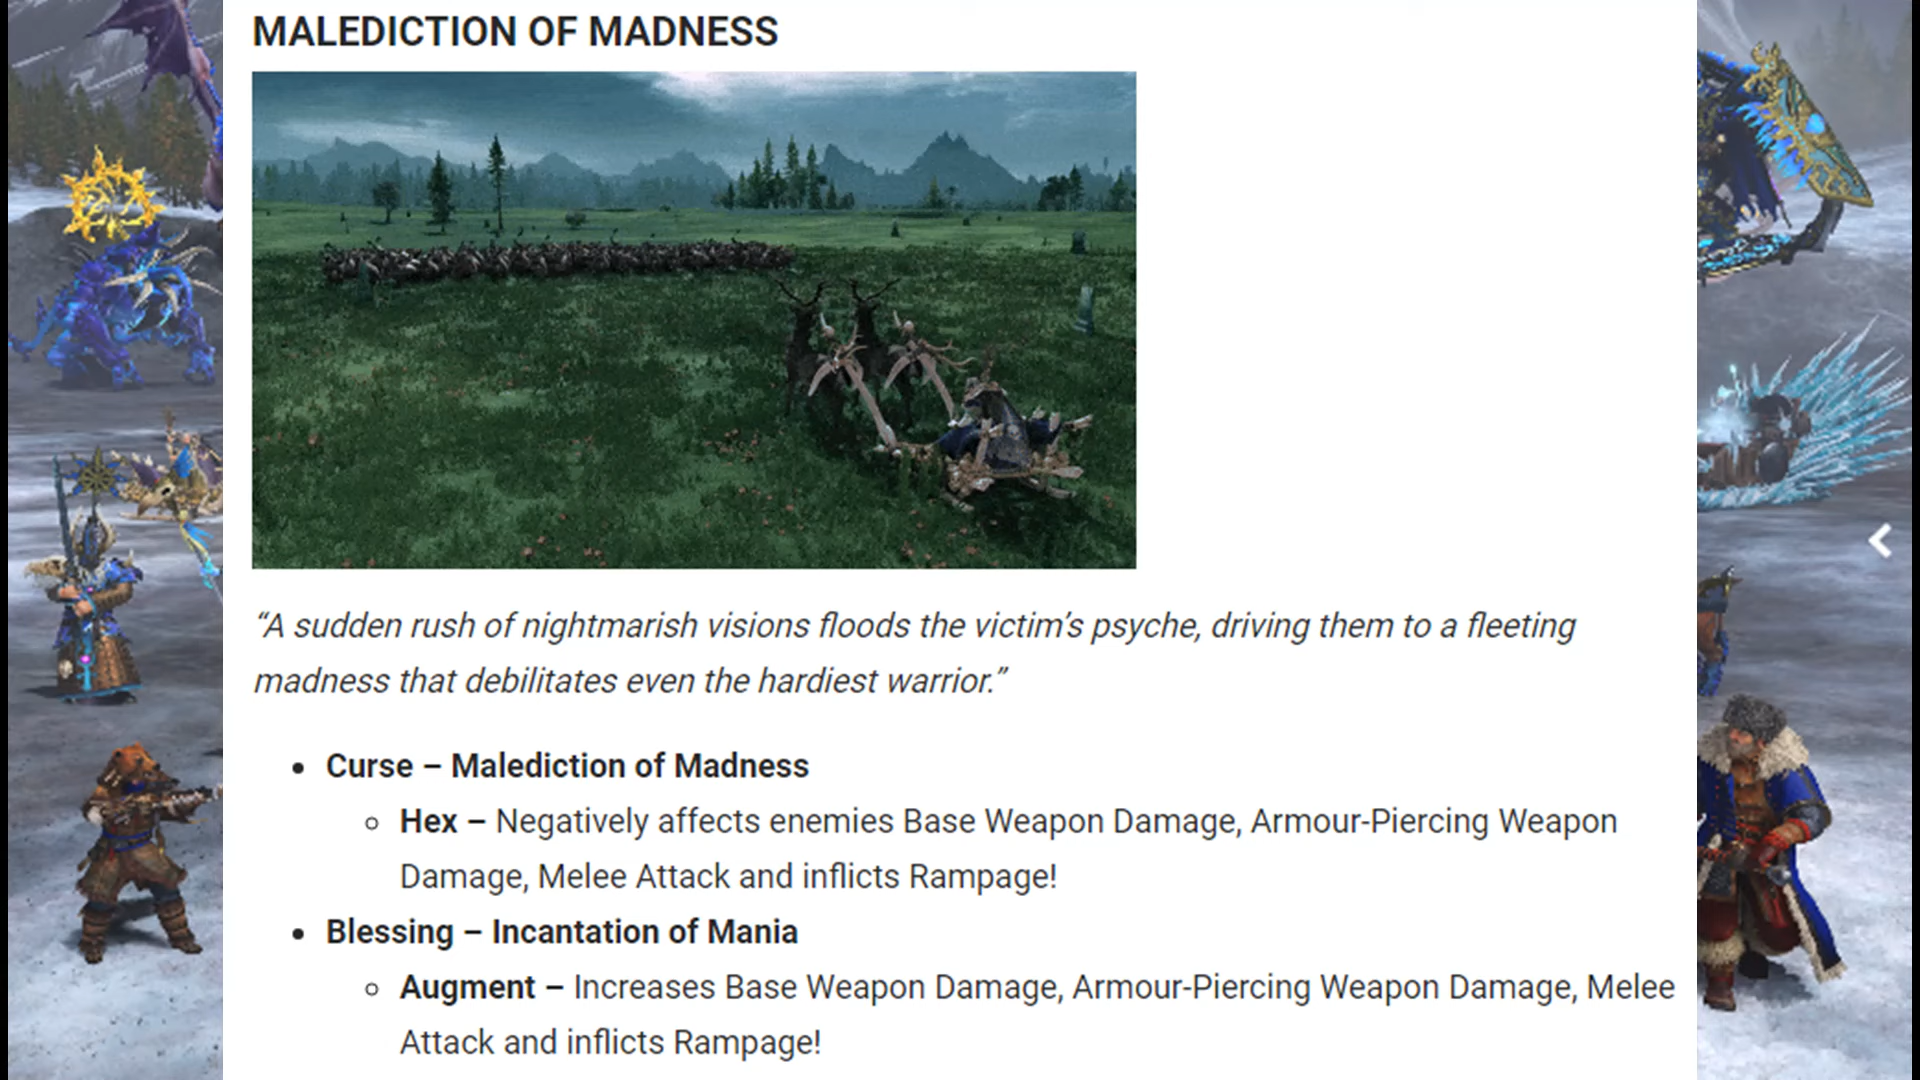 MALEDICTION OF MADNESS
“A sudden rush of nightmarish visions floods the victim’s psyche, driving them to a fleeting
madness that debilitates even the hardiest warrior.”
• Curse – Malediction of Madness
○ Hex – Negatively affects enemies Base Weapon Damage, Armour-Piercing Weapon
Damage, Melee Attack and inflicts Rampage!
• Blessing – Incantation of Mania
○ Augment – Increases Base Weapon Damage, Armour-Piercing Weapon Damage, Melee
Attack and inflicts Rampage!